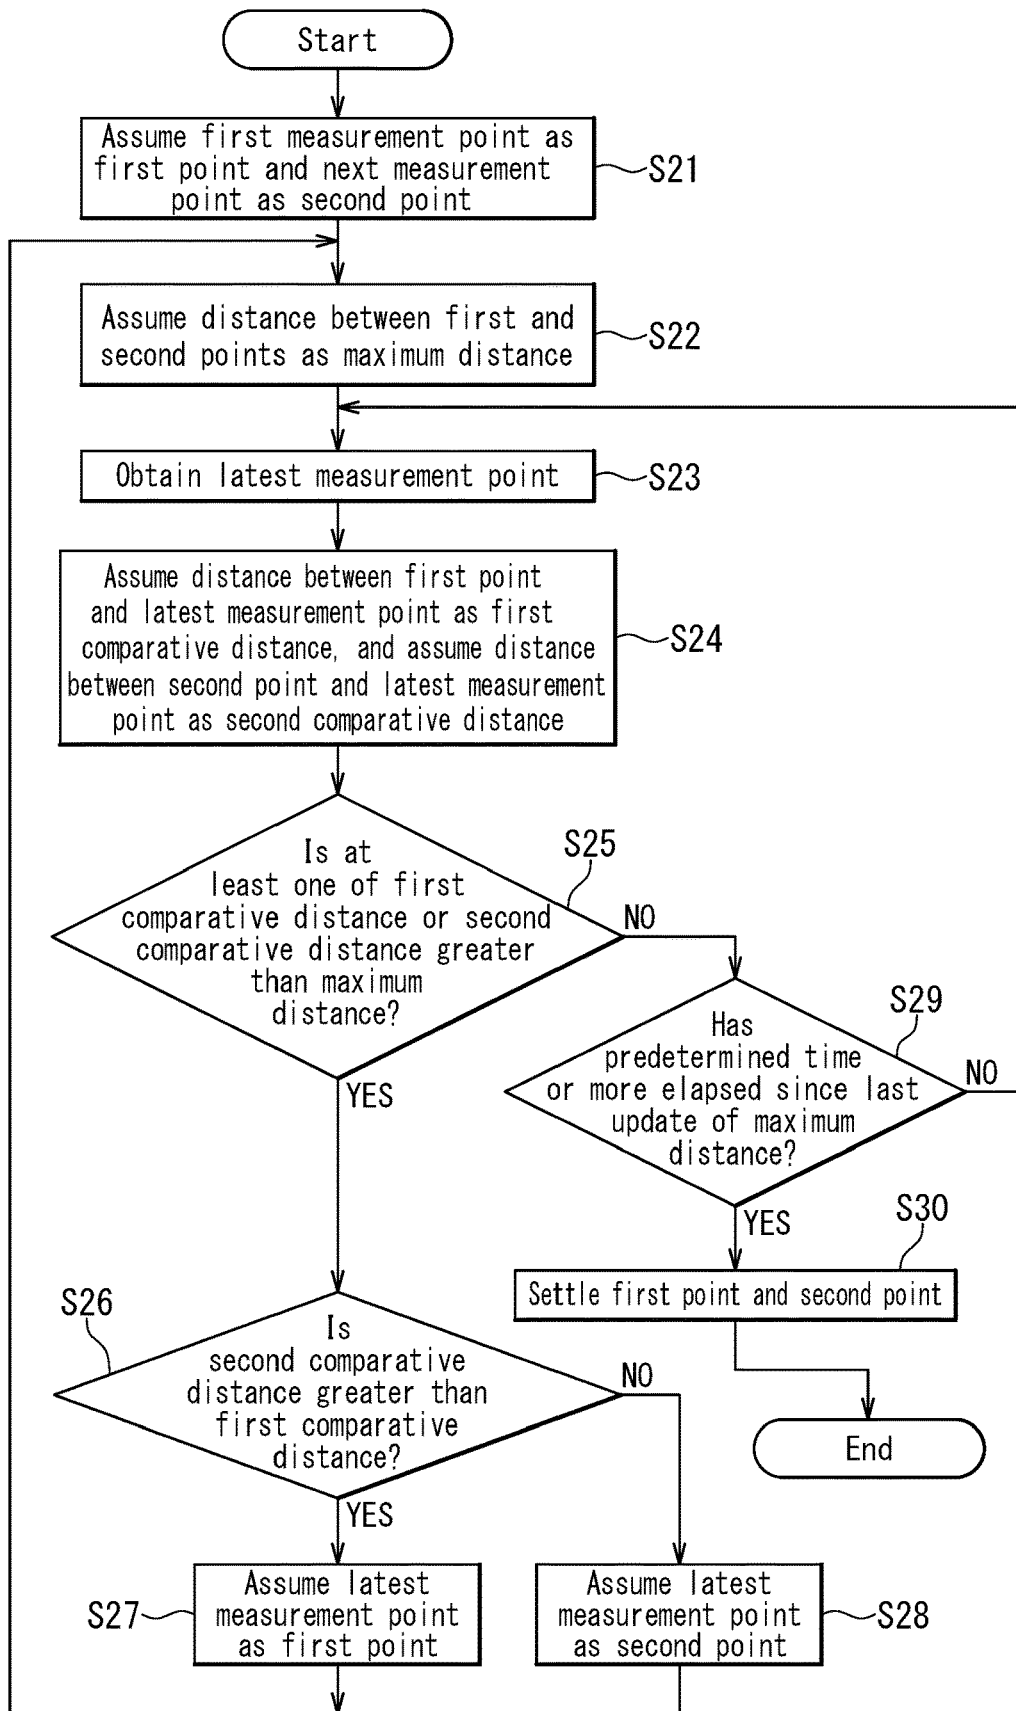 Start
Assume first measurement point as
first point and next measurement
point as second point
S21
Assume distance between first and
second points as maximum distance
S22
Obtain latest measurement point
S23
Assume distance between first point
and latest measurement point as first
comparative distance, and assume distance
between second point and latest measurement
point as second comparative distance
S24
Is at
least one of first
comparative distance or second
comparative distance greater
than maximum
distance?
S25
NO
YES
Has
predetermined time
or more elapsed since last
update of maximum
distance?
S29
NO
YES
Settle first point and second point
S30
End
Is
second comparative
distance greater than
first comparative
distance?
S26
NO
YES
Assume latest
measurement point
as first point
S27
Assume latest
measurement point
as second point
S28